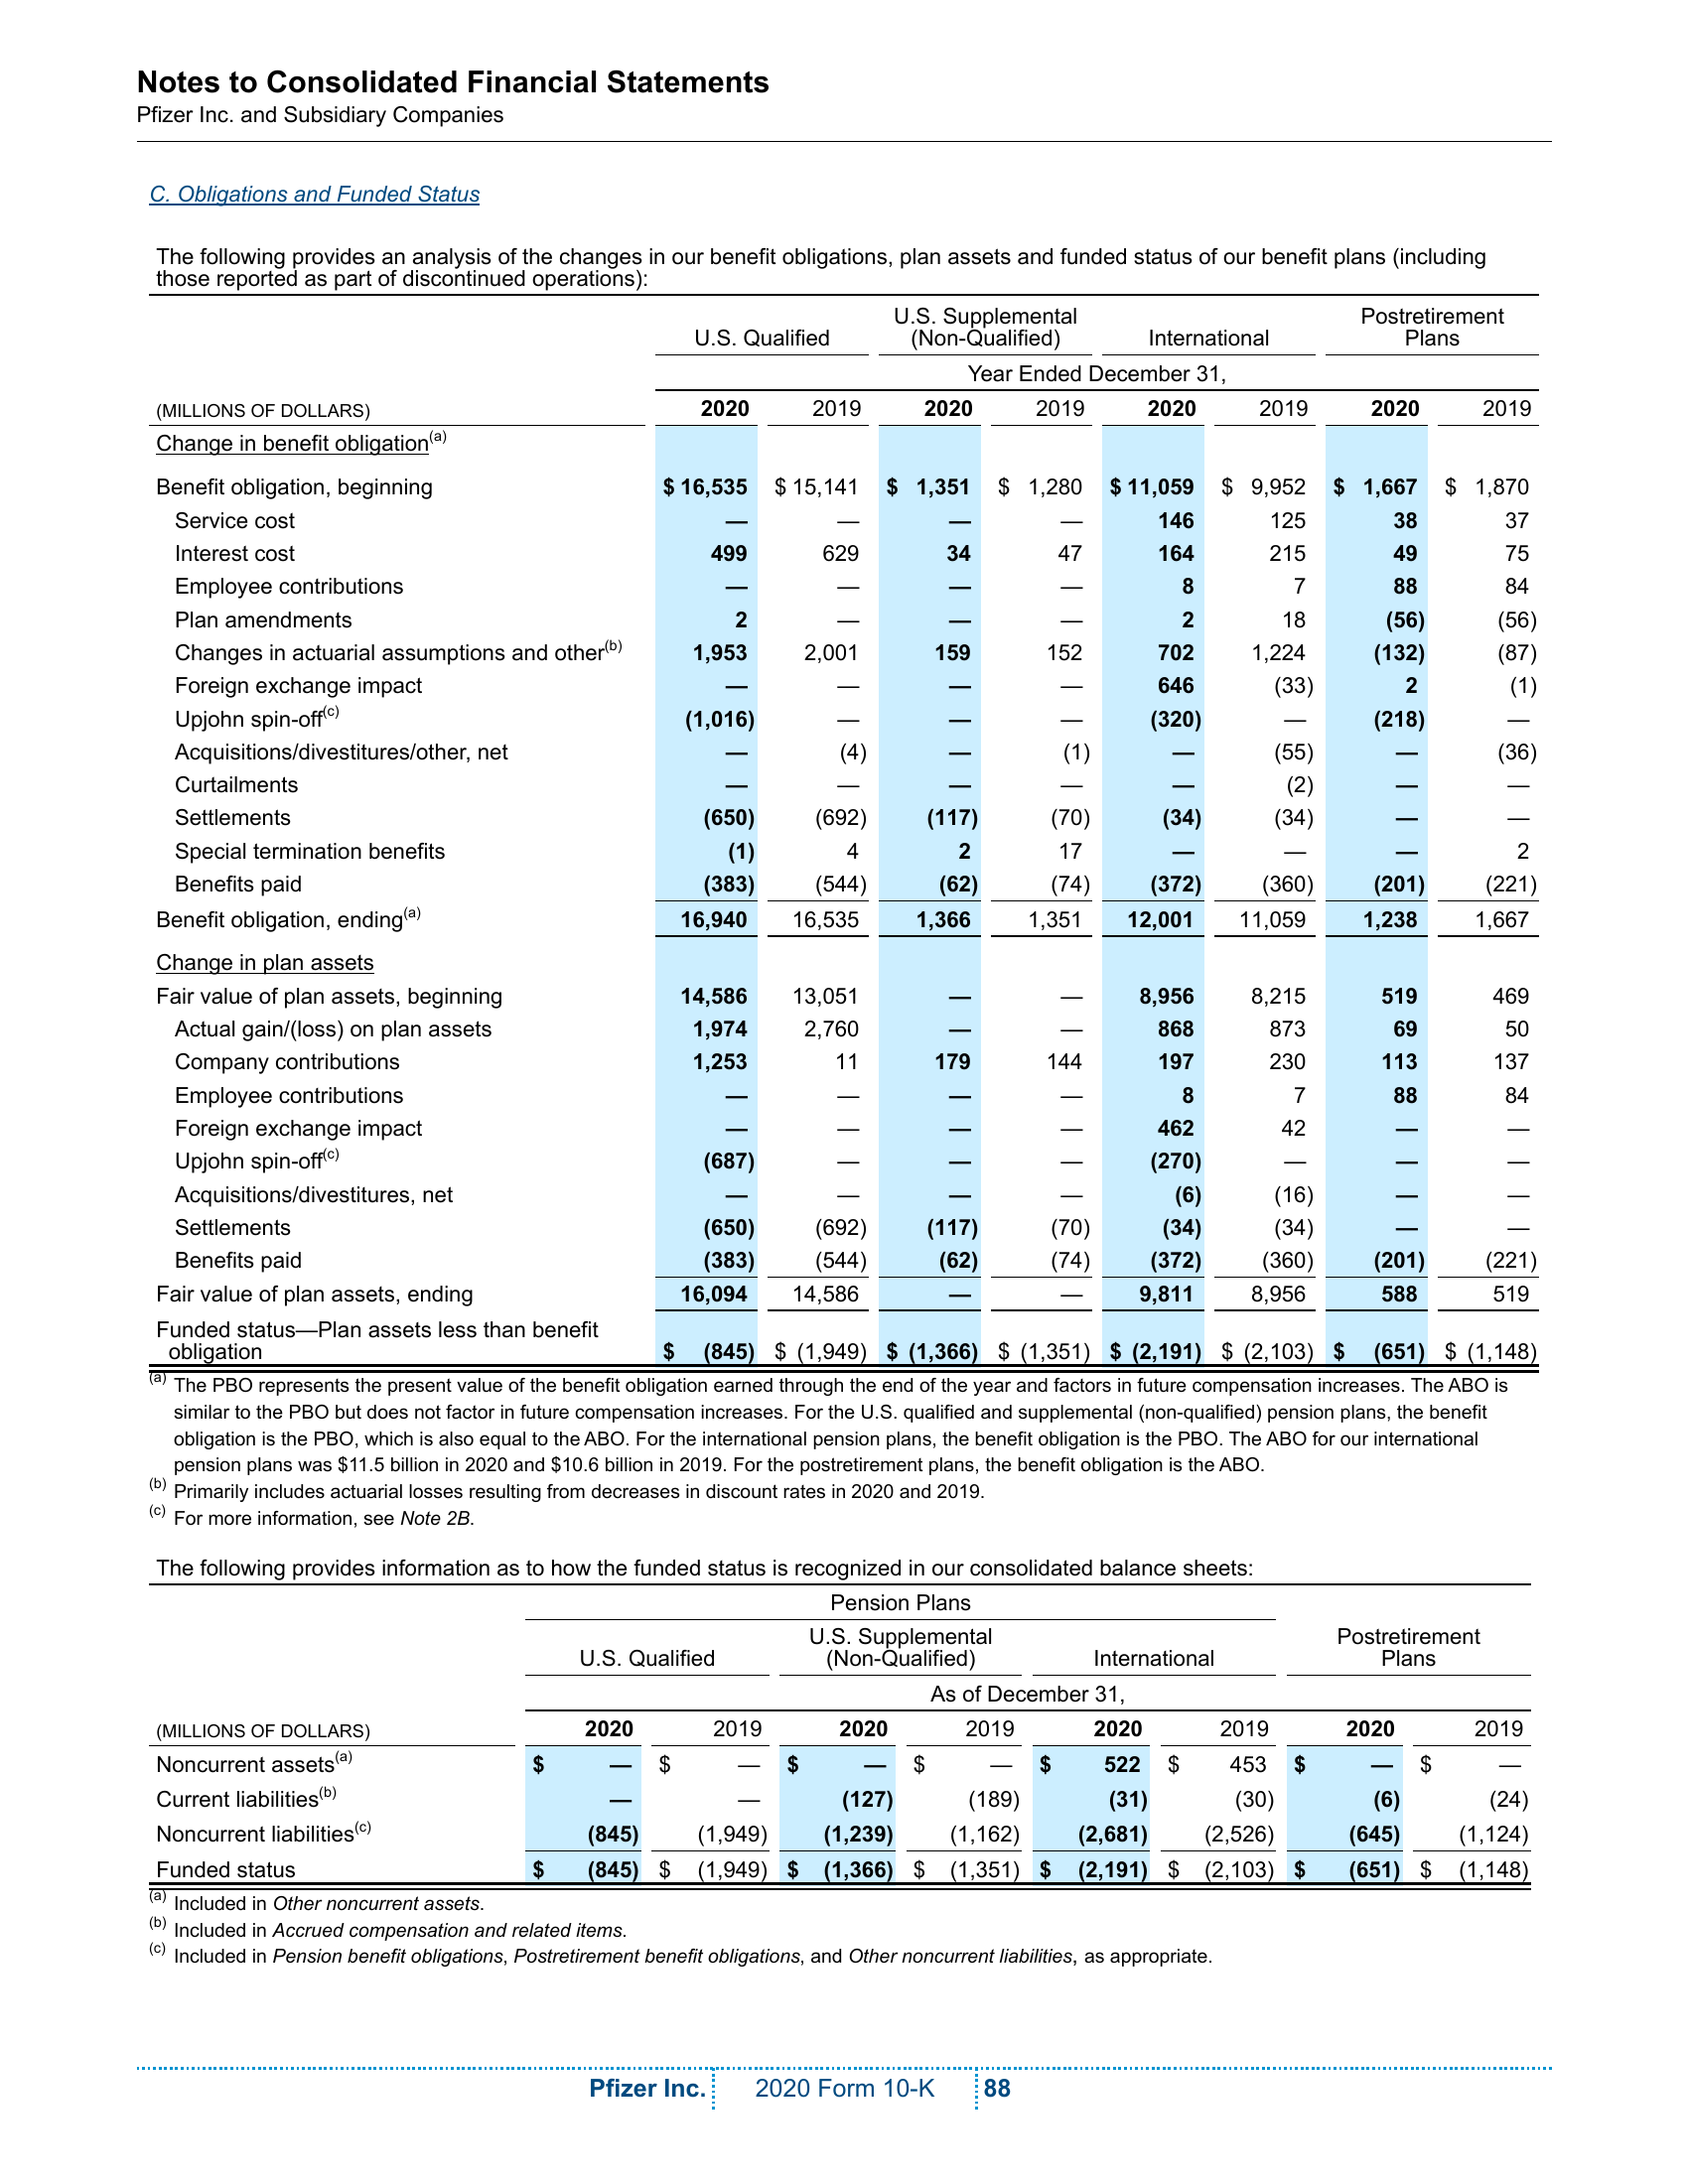 Notes to Consolidated Financial Statements
Pfizer Inc. and Subsidiary Companies
C. Obligations and Funded Status
The following provides an analysis of the changes in our benefit obligations, plan assets and funded status of our benefit plans (including
those reported as part of discontinued operations):
U.S. Qualified U.S. Supplemental (Non-Qualified) International Postretirement Plans
Year Ended December 31,
(MILLIONS OF DOLLARS) 2020 2019 2020 2019 2020 2019 2020 2019
Change in benefit obligation(a)
Benefit obligation, beginning $ 16,535 $ 15,141 $ 1,351 $ 1,280 $ 11,059 $ 9,952 $ 1,667 $ 1,870
Service cost — — — — 146 125 38 37
Interest cost 499 629 34 47 164 215 49 75
Employee contributions — — — — 8 7 88 84
Plan amendments 2 — — — 2 18 (56) (56)
Changes in actuarial assumptions and other(b) 1,953 2,001 159 152 702 1,224 (132) (87)
Foreign exchange impact — — — — 646 (33) 2 (1)
Upjohn spin-off(c) (1,016) — — — (320) — (218) —
Acquisitions/divestitures/other, net — (4) — (1) — (55) — (36)
Curtailments — — — — — (2) — —
Settlements (650) (692) (117) (70) (34) (34) — —
Special termination benefits (1) 4 2 17 — — — 2
Benefits paid (383) (544) (62) (74) (372) (360) (201) (221)
Benefit obligation, ending(a) 16,940 16,535 1,366 1,351 12,001 11,059 1,238 1,667
Change in plan assets
Fair value of plan assets, beginning 14,586 13,051 — — 8,956 8,215 519 469
Actual gain/(loss) on plan assets 1,974 2,760 — — 868 873 69 50
Company contributions 1,253 11 179 144 197 230 113 137
Employee contributions — — — — 8 7 88 84
Foreign exchange impact — — — — 462 42 — —
Upjohn spin-off(c) (687) — — — (270) — — —
Acquisitions/divestitures, net — — — — (6) (16) — —
Settlements (650) (692) (117) (70) (34) (34) — —
Benefits paid (383) (544) (62) (74) (372) (360) (201) (221)
Fair value of plan assets, ending 16,094 14,586 — — 9,811 8,956 588 519
Funded status—Plan assets less than benefit
obligation $ (845) $ (1,949) $ (1,366) $ (1,351) $ (2,191) $ (2,103) $ (651) $ (1,148)
(a) The PBO represents the present value of the benefit obligation earned through the end of the year and factors in future compensation increases. The ABO is
similar to the PBO but does not factor in future compensation increases. For the U.S. qualified and supplemental (non-qualified) pension plans, the benefit
obligation is the PBO, which is also equal to the ABO. For the international pension plans, the benefit obligation is the PBO. The ABO for our international
pension plans was $11.5 billion in 2020 and $10.6 billion in 2019. For the postretirement plans, the benefit obligation is the ABO.
(b) Primarily includes actuarial losses resulting from decreases in discount rates in 2020 and 2019.
(c) For more information, see Note 2B.
The following provides information as to how the funded status is recognized in our consolidated balance sheets:
Pension Plans
U.S. Qualified U.S. Supplemental (Non-Qualified) International Postretirement Plans
As of December 31,
(MILLIONS OF DOLLARS) 2020 2019 2020 2019 2020 2019 2020 2019
Noncurrent assets(a) $ — $ — $ — $ — $ 522 $ 453 $ — $ —
Current liabilities(b) — — (127) (189) (31) (30) (6) (24)
Noncurrent liabilities(c) (845) (1,949) (1,239) (1,162) (2,681) (2,526) (645) (1,124)
Funded status $ (845) $ (1,949) $ (1,366) $ (1,351) $ (2,191) $ (2,103) $ (651) $ (1,148)
(a) Included in Other noncurrent assets.
(b) Included in Accrued compensation and related items.
(c) Included in Pension benefit obligations, Postretirement benefit obligations, and Other noncurrent liabilities, as appropriate.
Pfizer Inc. 2020 Form 10-K 88